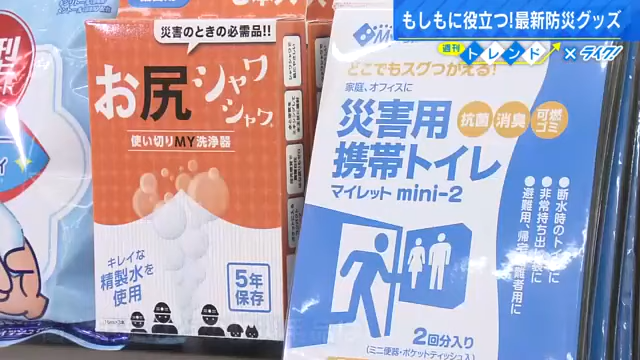 もしもに役立つ!最新防災グッズ
週刊
トレンド×ライブ!
災害のときの必需品!!
お尻シャワシャワ
使い切りMY洗浄器
キレイな
精製水を
使用
5年
保存
どこでもスグつかえる!
家庭、オフィスに
災害用
携帯トイレ
抗菌
消臭
可燃
ゴミ
マイレット mini-2
●断水時のトイレに
●非常持ち出し袋に
●避難用、帰宅困難者用に
2回分入り
(ミニ便器・ポケットティッシュ入)